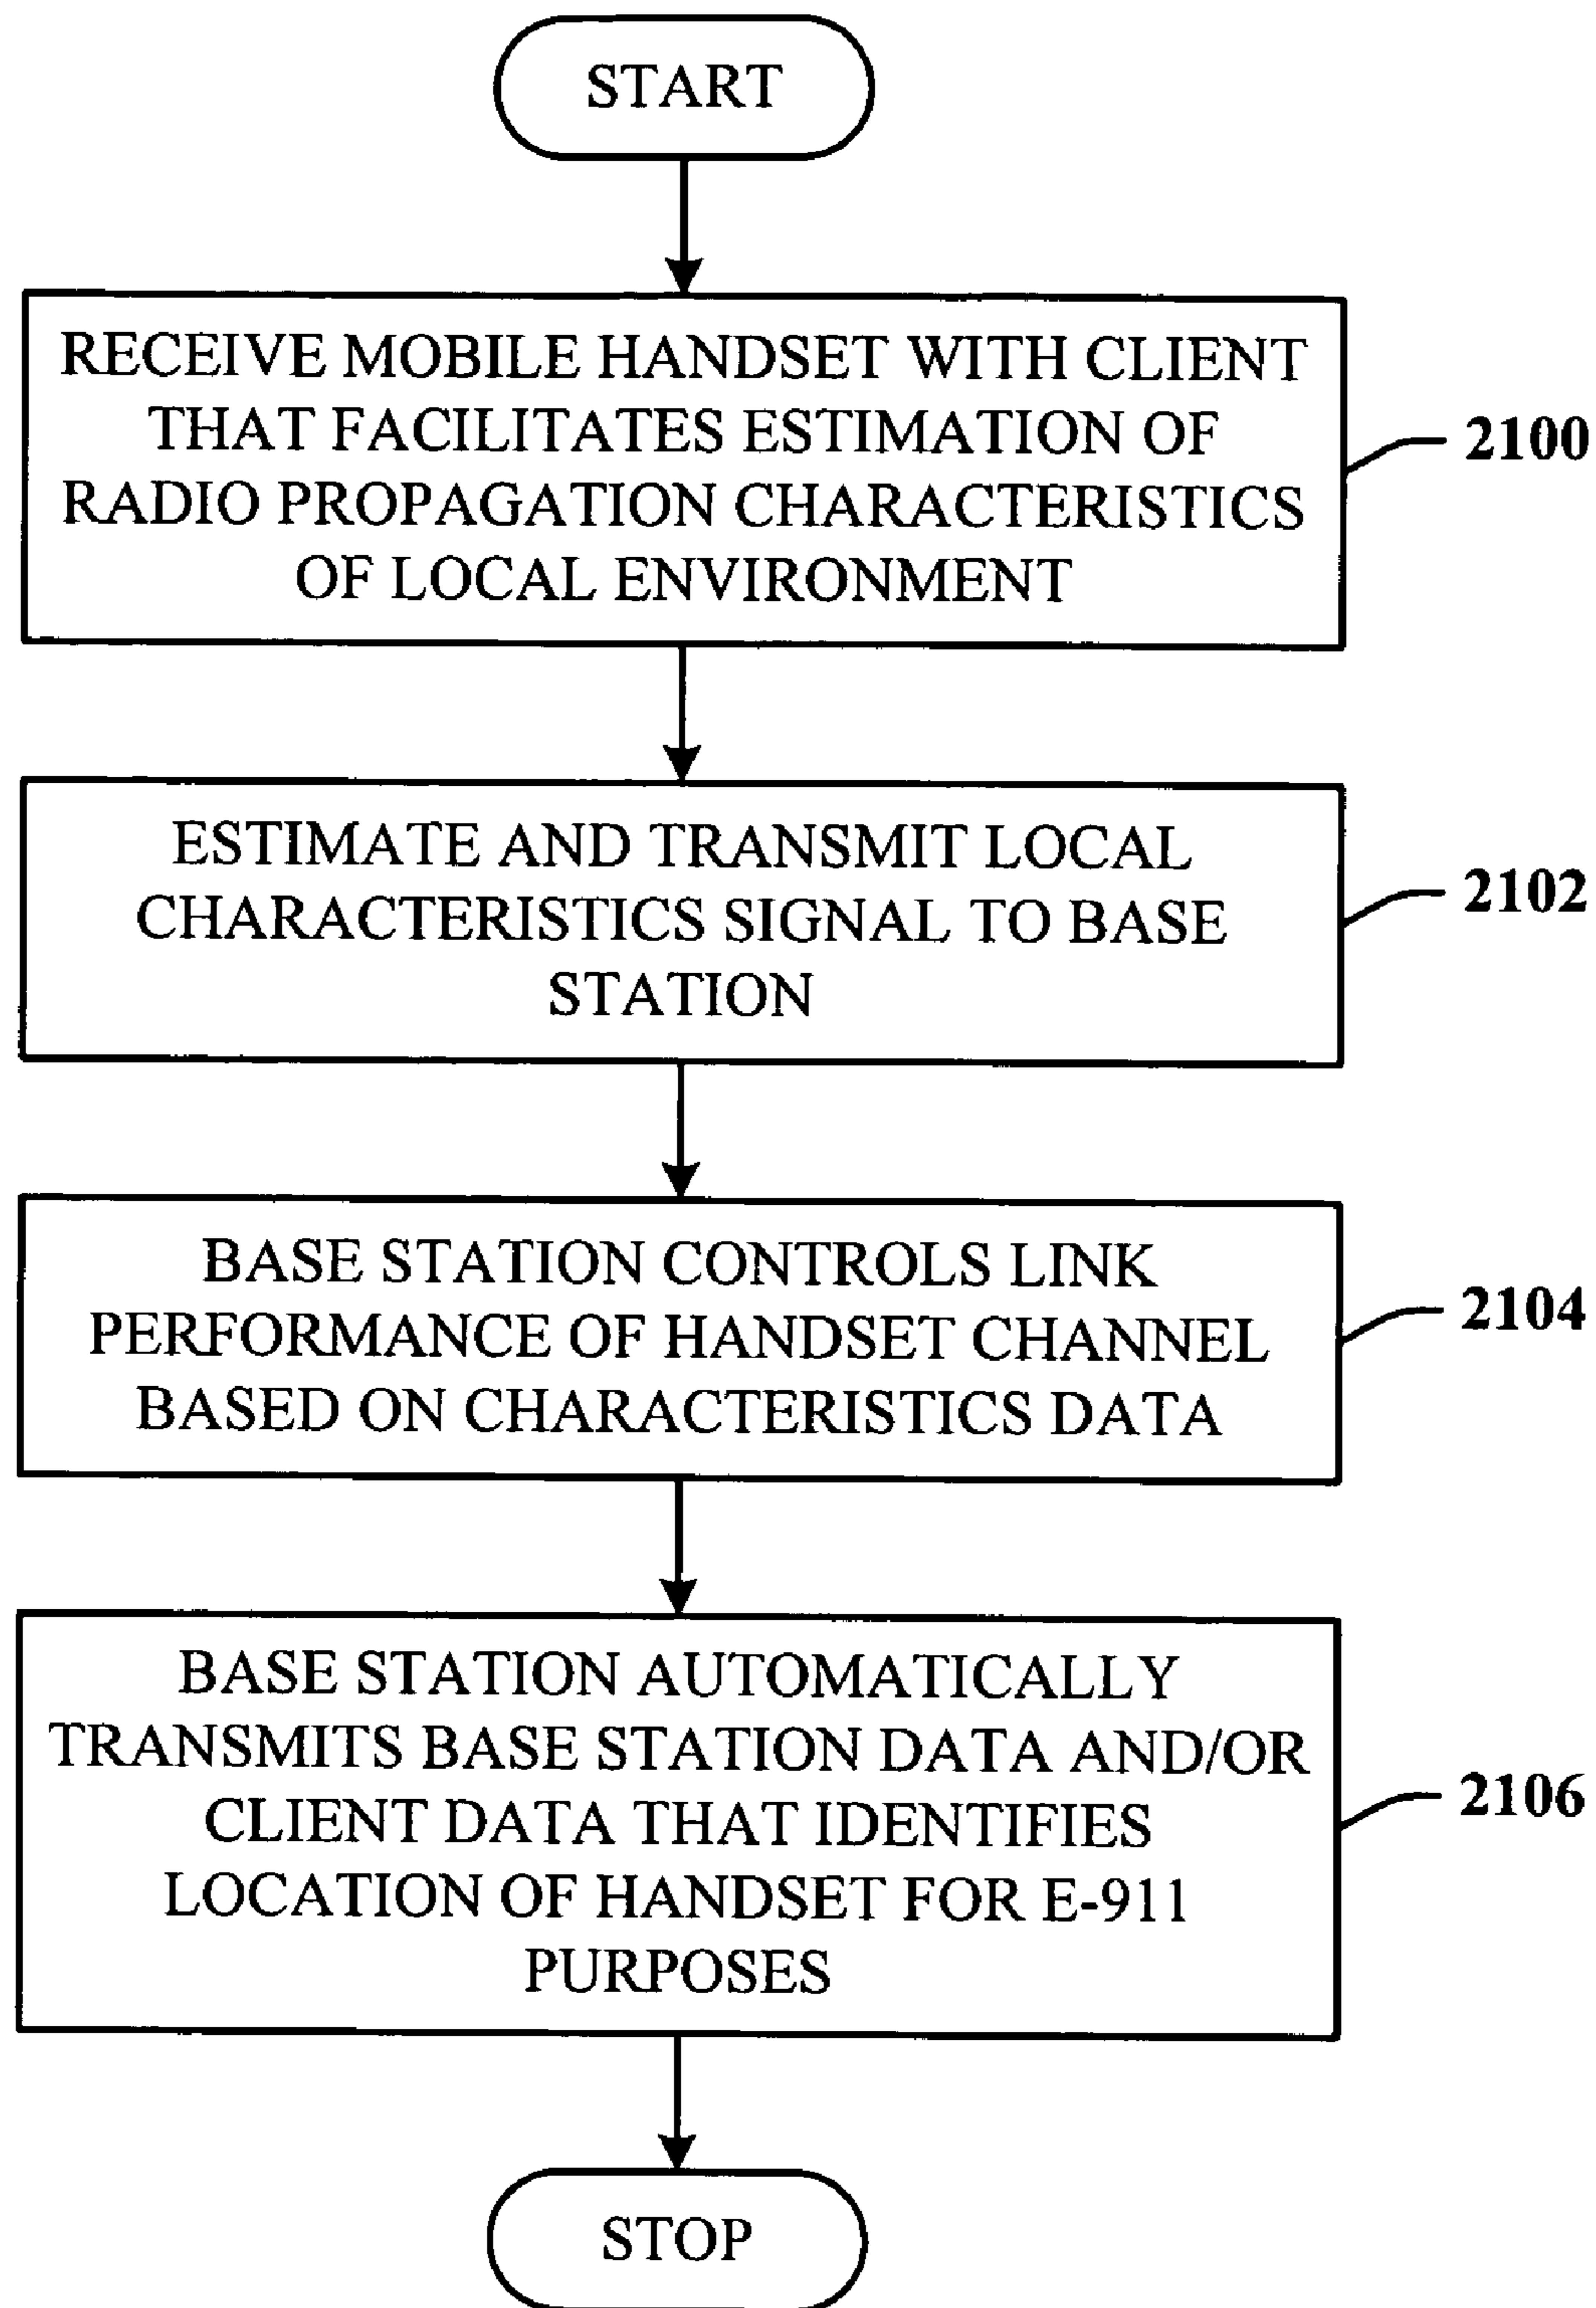 START
RECEIVE MOBILE HANDSET WITH CLIENT
THAT FACILITATES ESTIMATION OF
RADIO PROPAGATION CHARACTERISTICS
OF LOCAL ENVIRONMENT
2100
ESTIMATE AND TRANSMIT LOCAL
CHARACTERISTICS SIGNAL TO BASE
STATION
2102
BASE STATION CONTROLS LINK
PERFORMANCE OF HANDSET CHANNEL
BASED ON CHARACTERISTICS DATA
2104
BASE STATION AUTOMATICALLY
TRANSMITS BASE STATION DATA AND/OR
CLIENT DATA THAT IDENTIFIES
LOCATION OF HANDSET FOR E-911
PURPOSES
2106
STOP